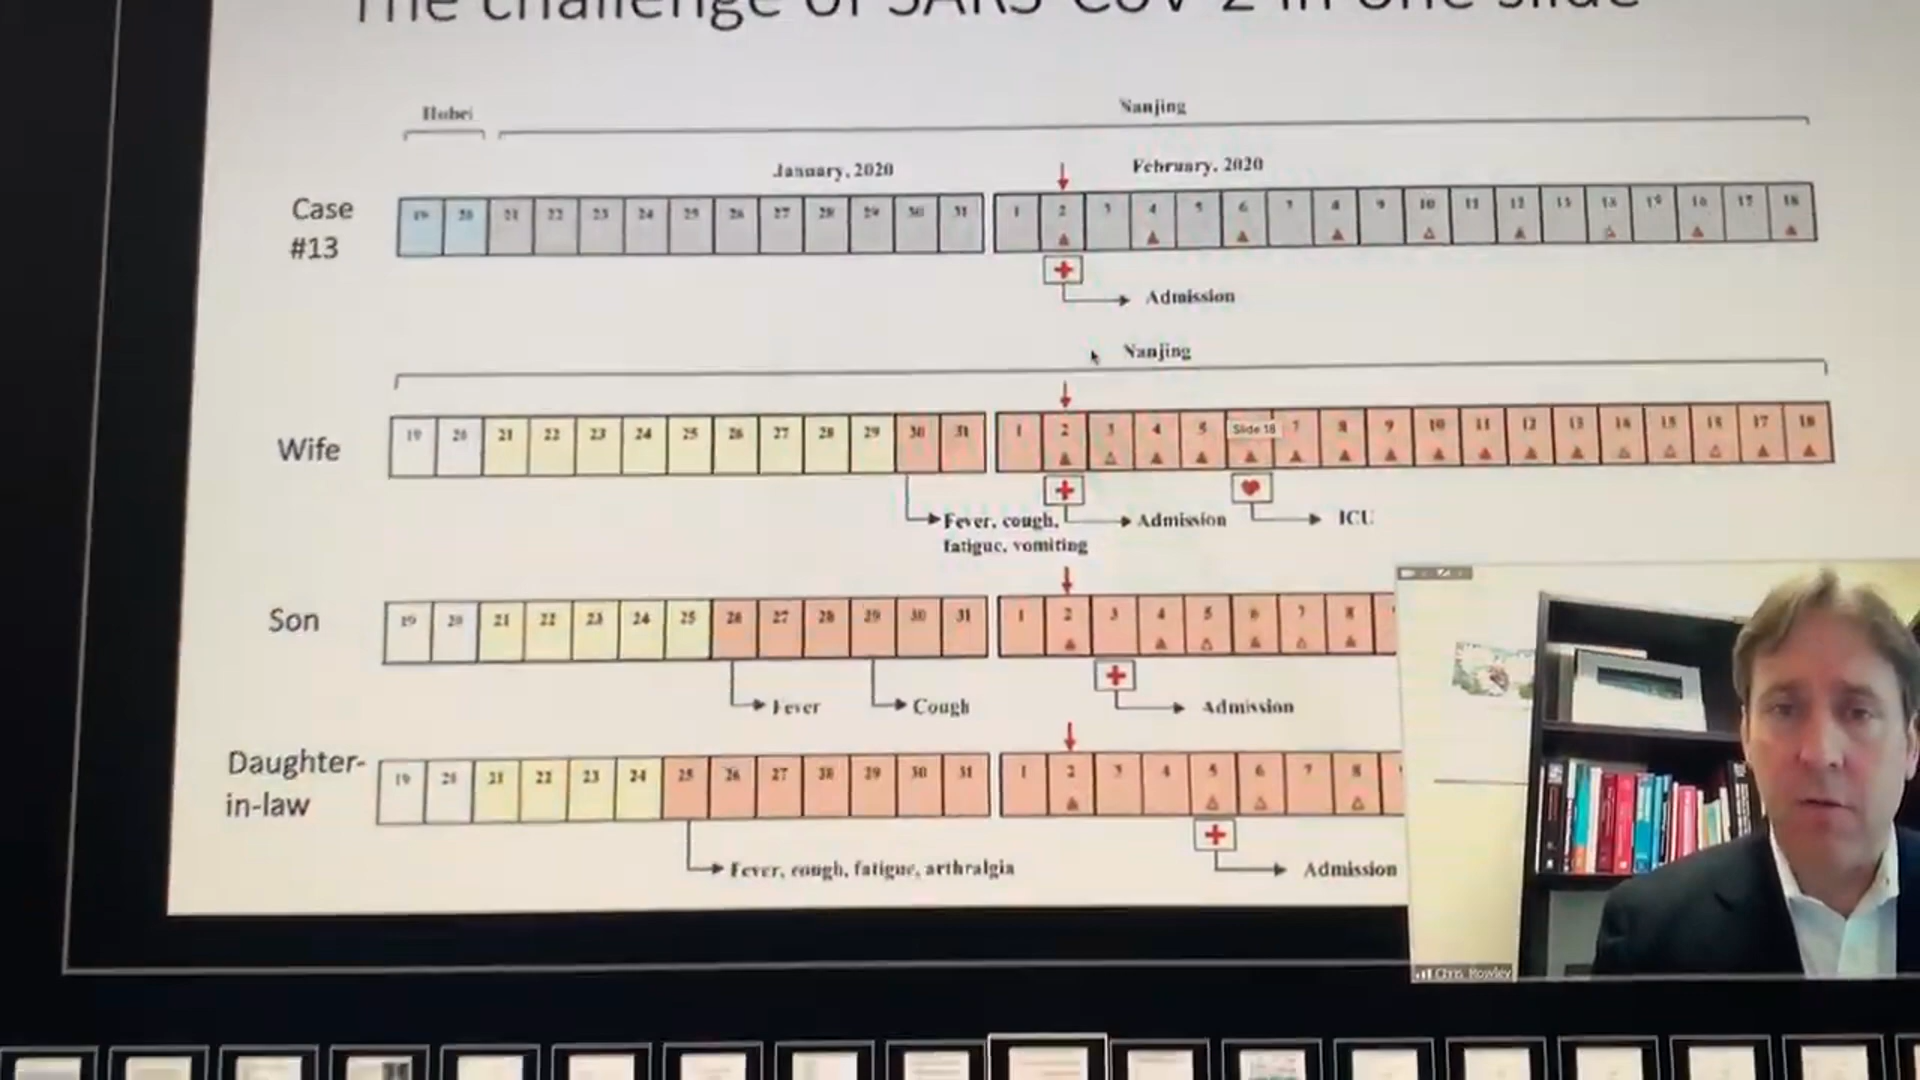 The challenge of SARS-CoV-2 in one slide
Hubei
Nanjing
January, 2020
February, 2020
Case
#13
19 20 21 22 23 24 25 26 27 28 29 30 31 1 2 3 4 5 6 7 8 9 10 11 12 13
16 17 18
Admission
Nanjing
Wife
19 20 21 22 23 24 25 26 27 28 29 30 31 1 2 3 4 5 Slide 18 7 8 9 10 11 12 13
17 18
Fever, cough,
fatigue, vomiting
Admission
ICU
Son
19 20 21 22 23 24 25 26 27 28 29 30 31 1 2 3 4 5 6 7 8
Fever
Cough
Admission
Daughter-
in-law
19 20 21 22 23 24 25 26 27 28 29 30 31 1 2 3 4 5 6 7 8
Fever, cough, fatigue, arthralgia
Admission
Chris Rowley